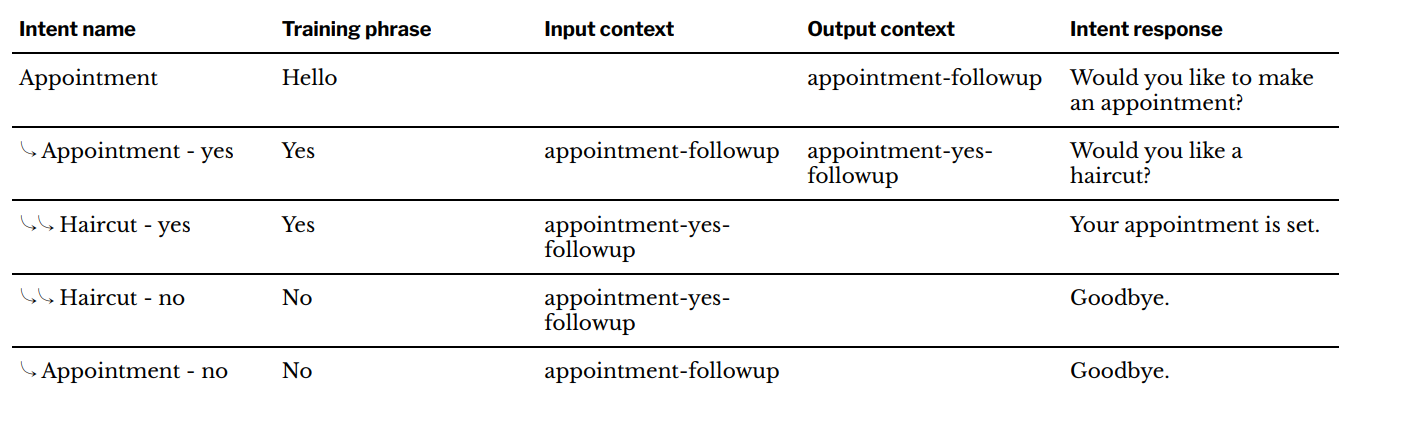 Intent name Training phrase Input context Output context Intent response
Appointment Hello appointment-followup Would you like to make
an appointment?
Appointment - yes Yes appointment-followup appointment-yes- Would you like a
followup haircut?
Haircut - yes Yes appointment-yes- Your appointment is set.
followup
Haircut - no No appointment-yes- Goodbye.
followup
Appointment - no No appointment-followup Goodbye.